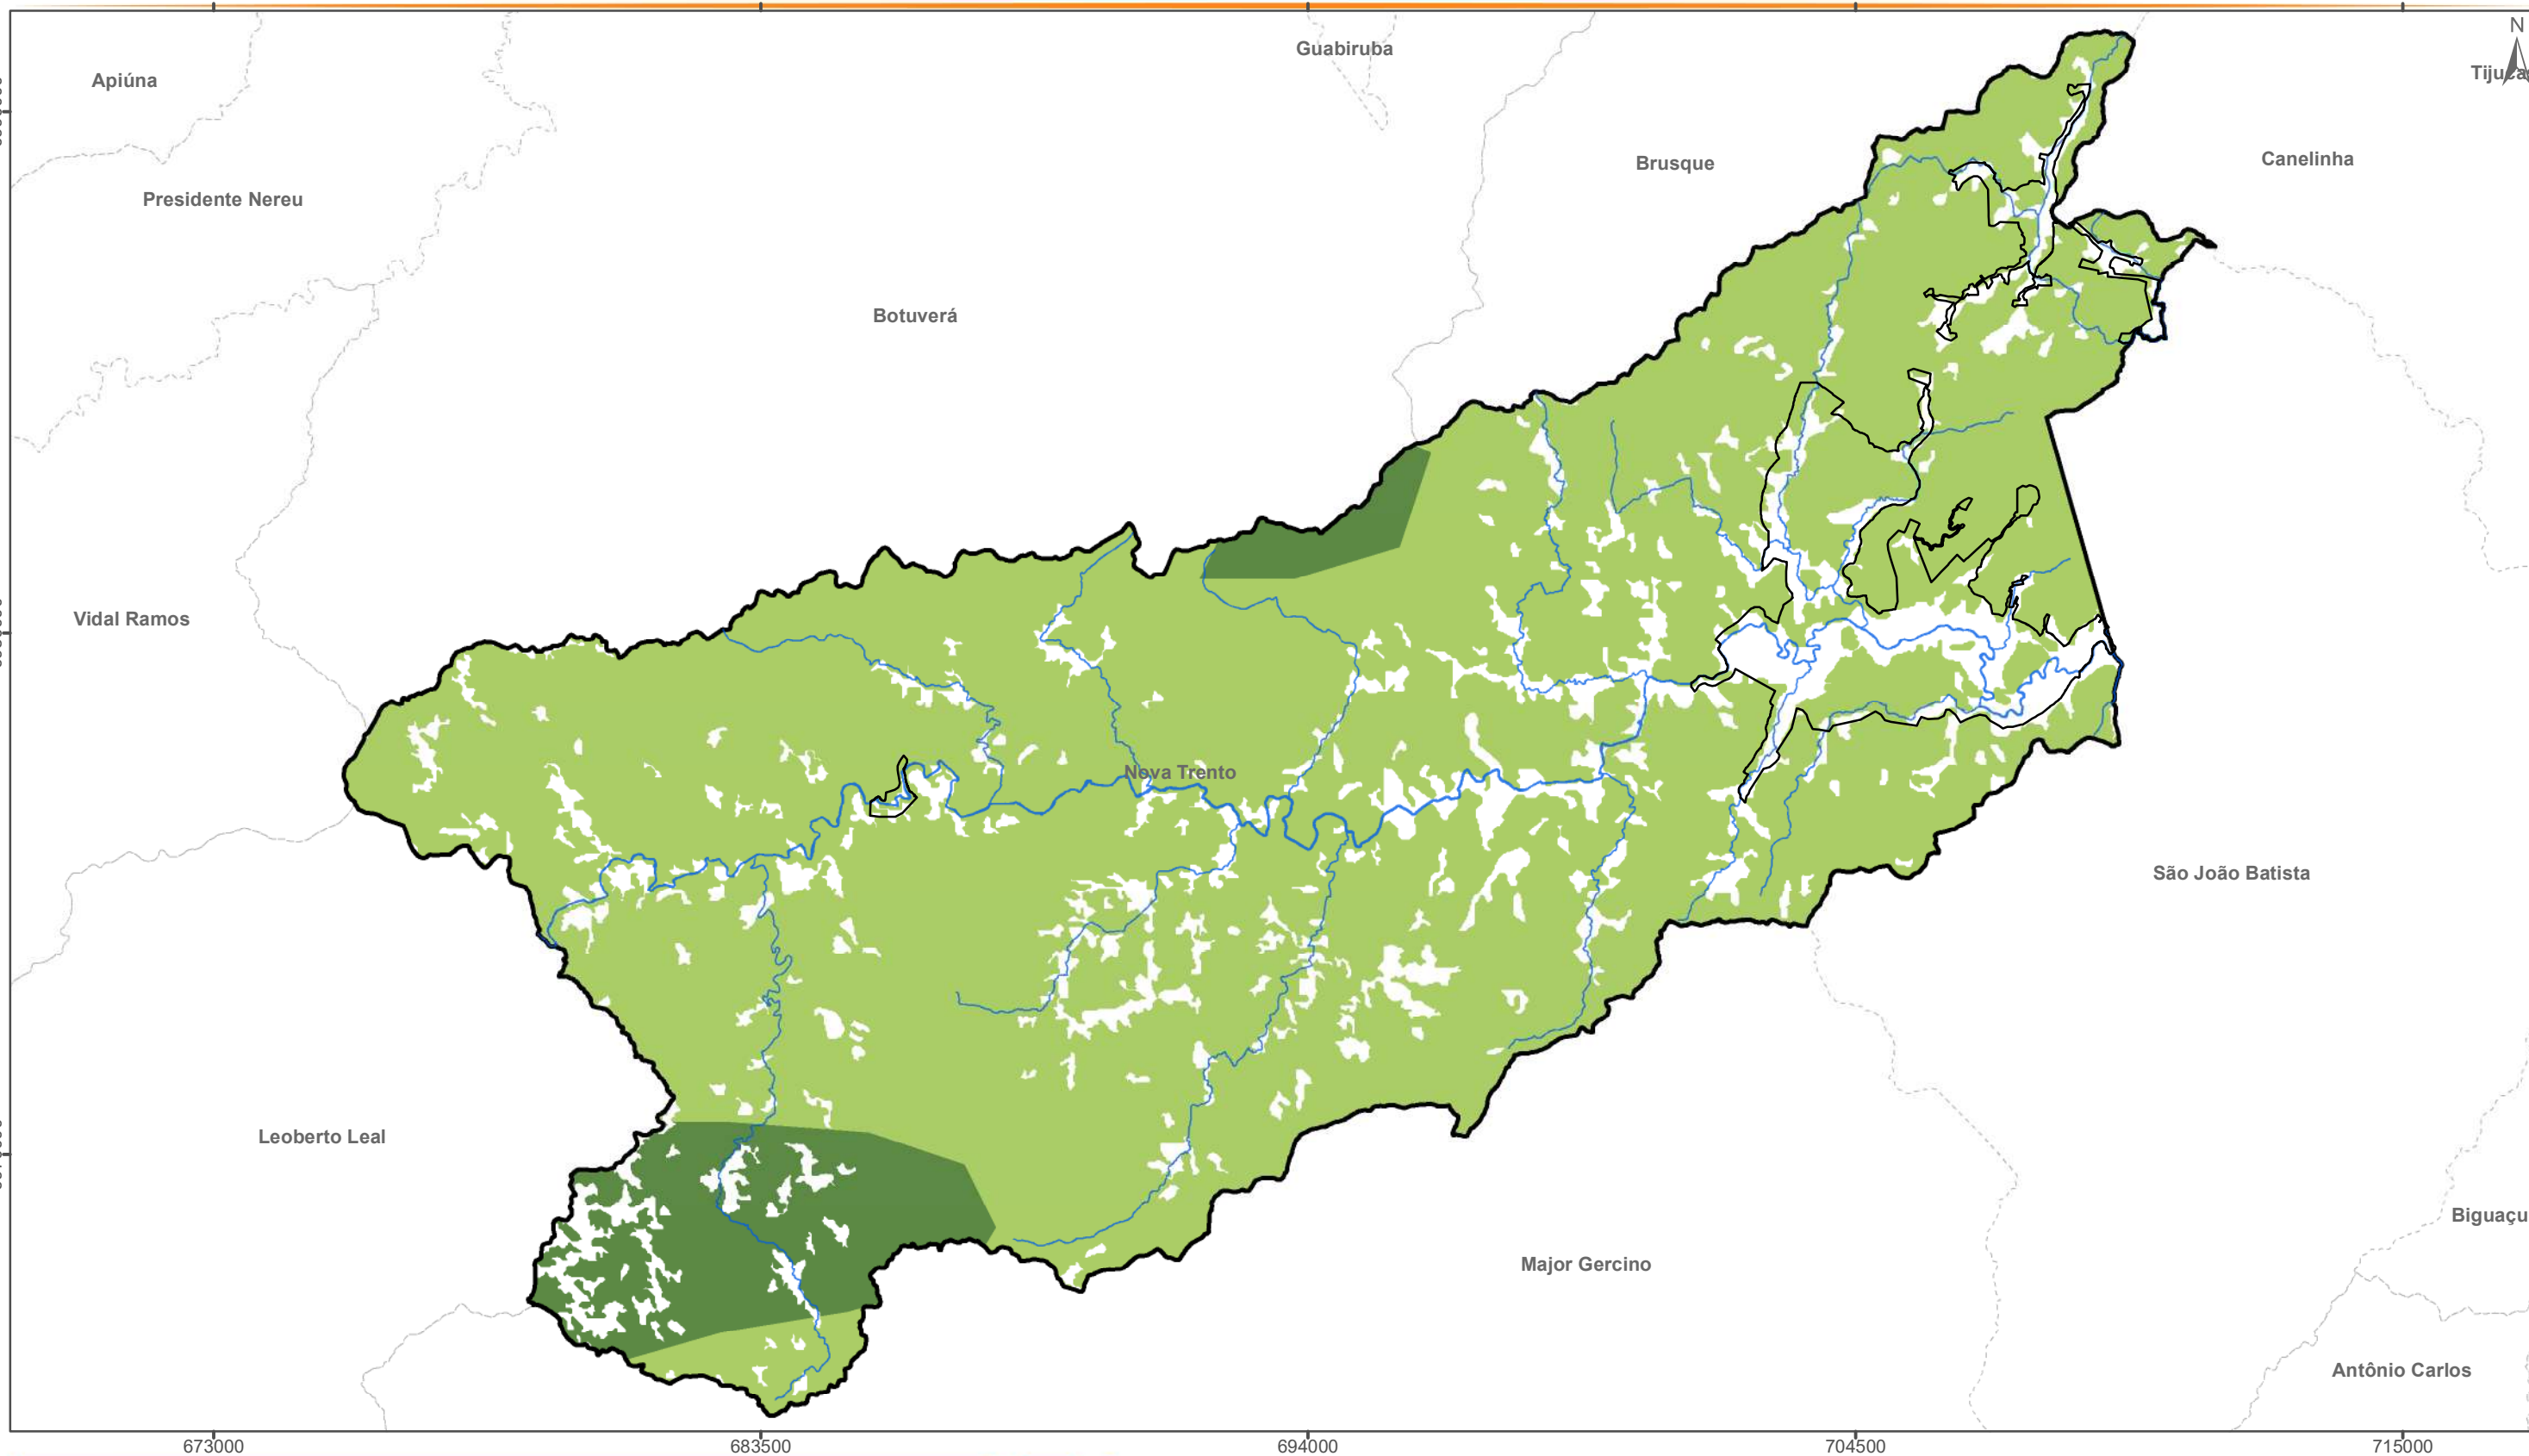 N
Guabiruba
Apiúna
Brusque
Canelinha
Presidente Nereu
Botuverá
Vidal Ramos
Nova Trento
São João Batista
Leoberto Leal
Biguaçu
Major Gercino
Antônio Carlos
673000
683500
694000
704500
715000